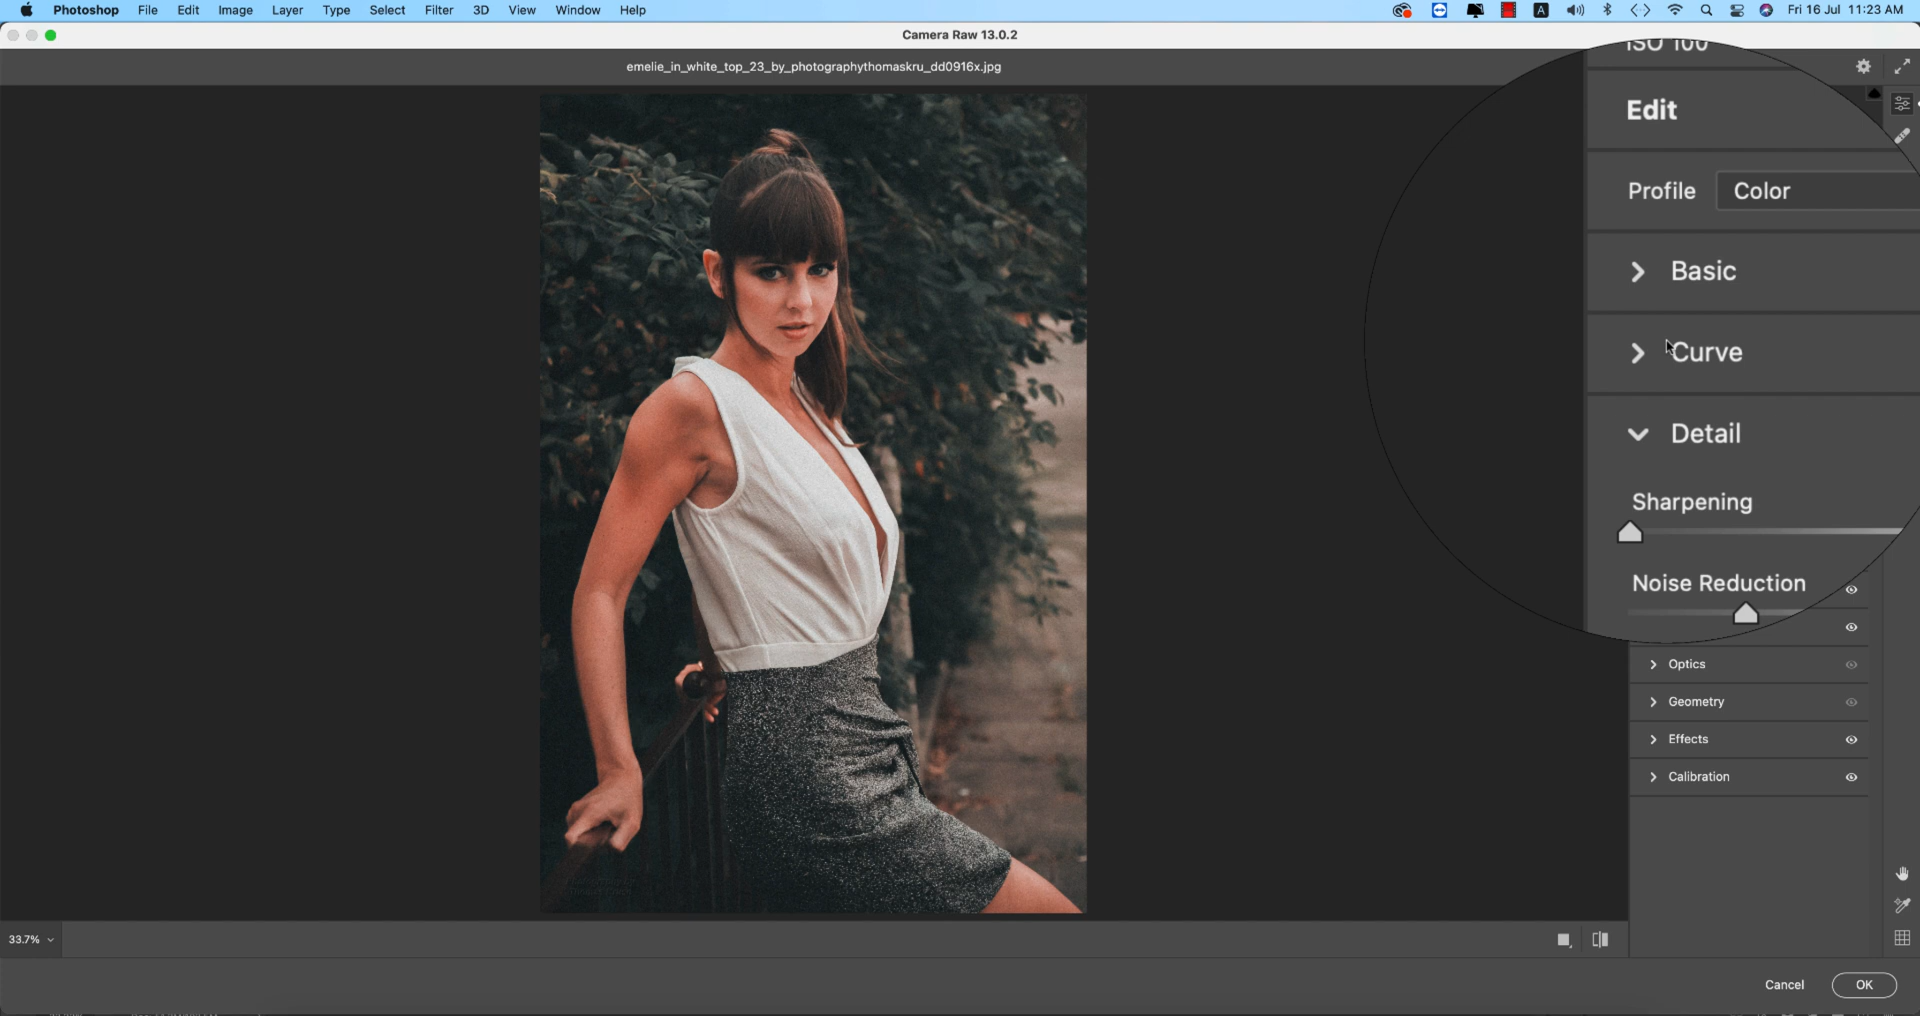 Photoshop File Edit Image Layer Type Select Filter 3D View Window Help A Fri 16 Jul 11:23 AM
Camera Raw 13.0.2
emelie_in_white_top_23_by_photographythomaskru_dd0916x.jpg
ISO 100
Edit
Profile Color
Basic
Curve
Detail
Sharpening
Noise Reduction
Optics
Geometry
Effects
Calibration
33.7%
Cancel OK